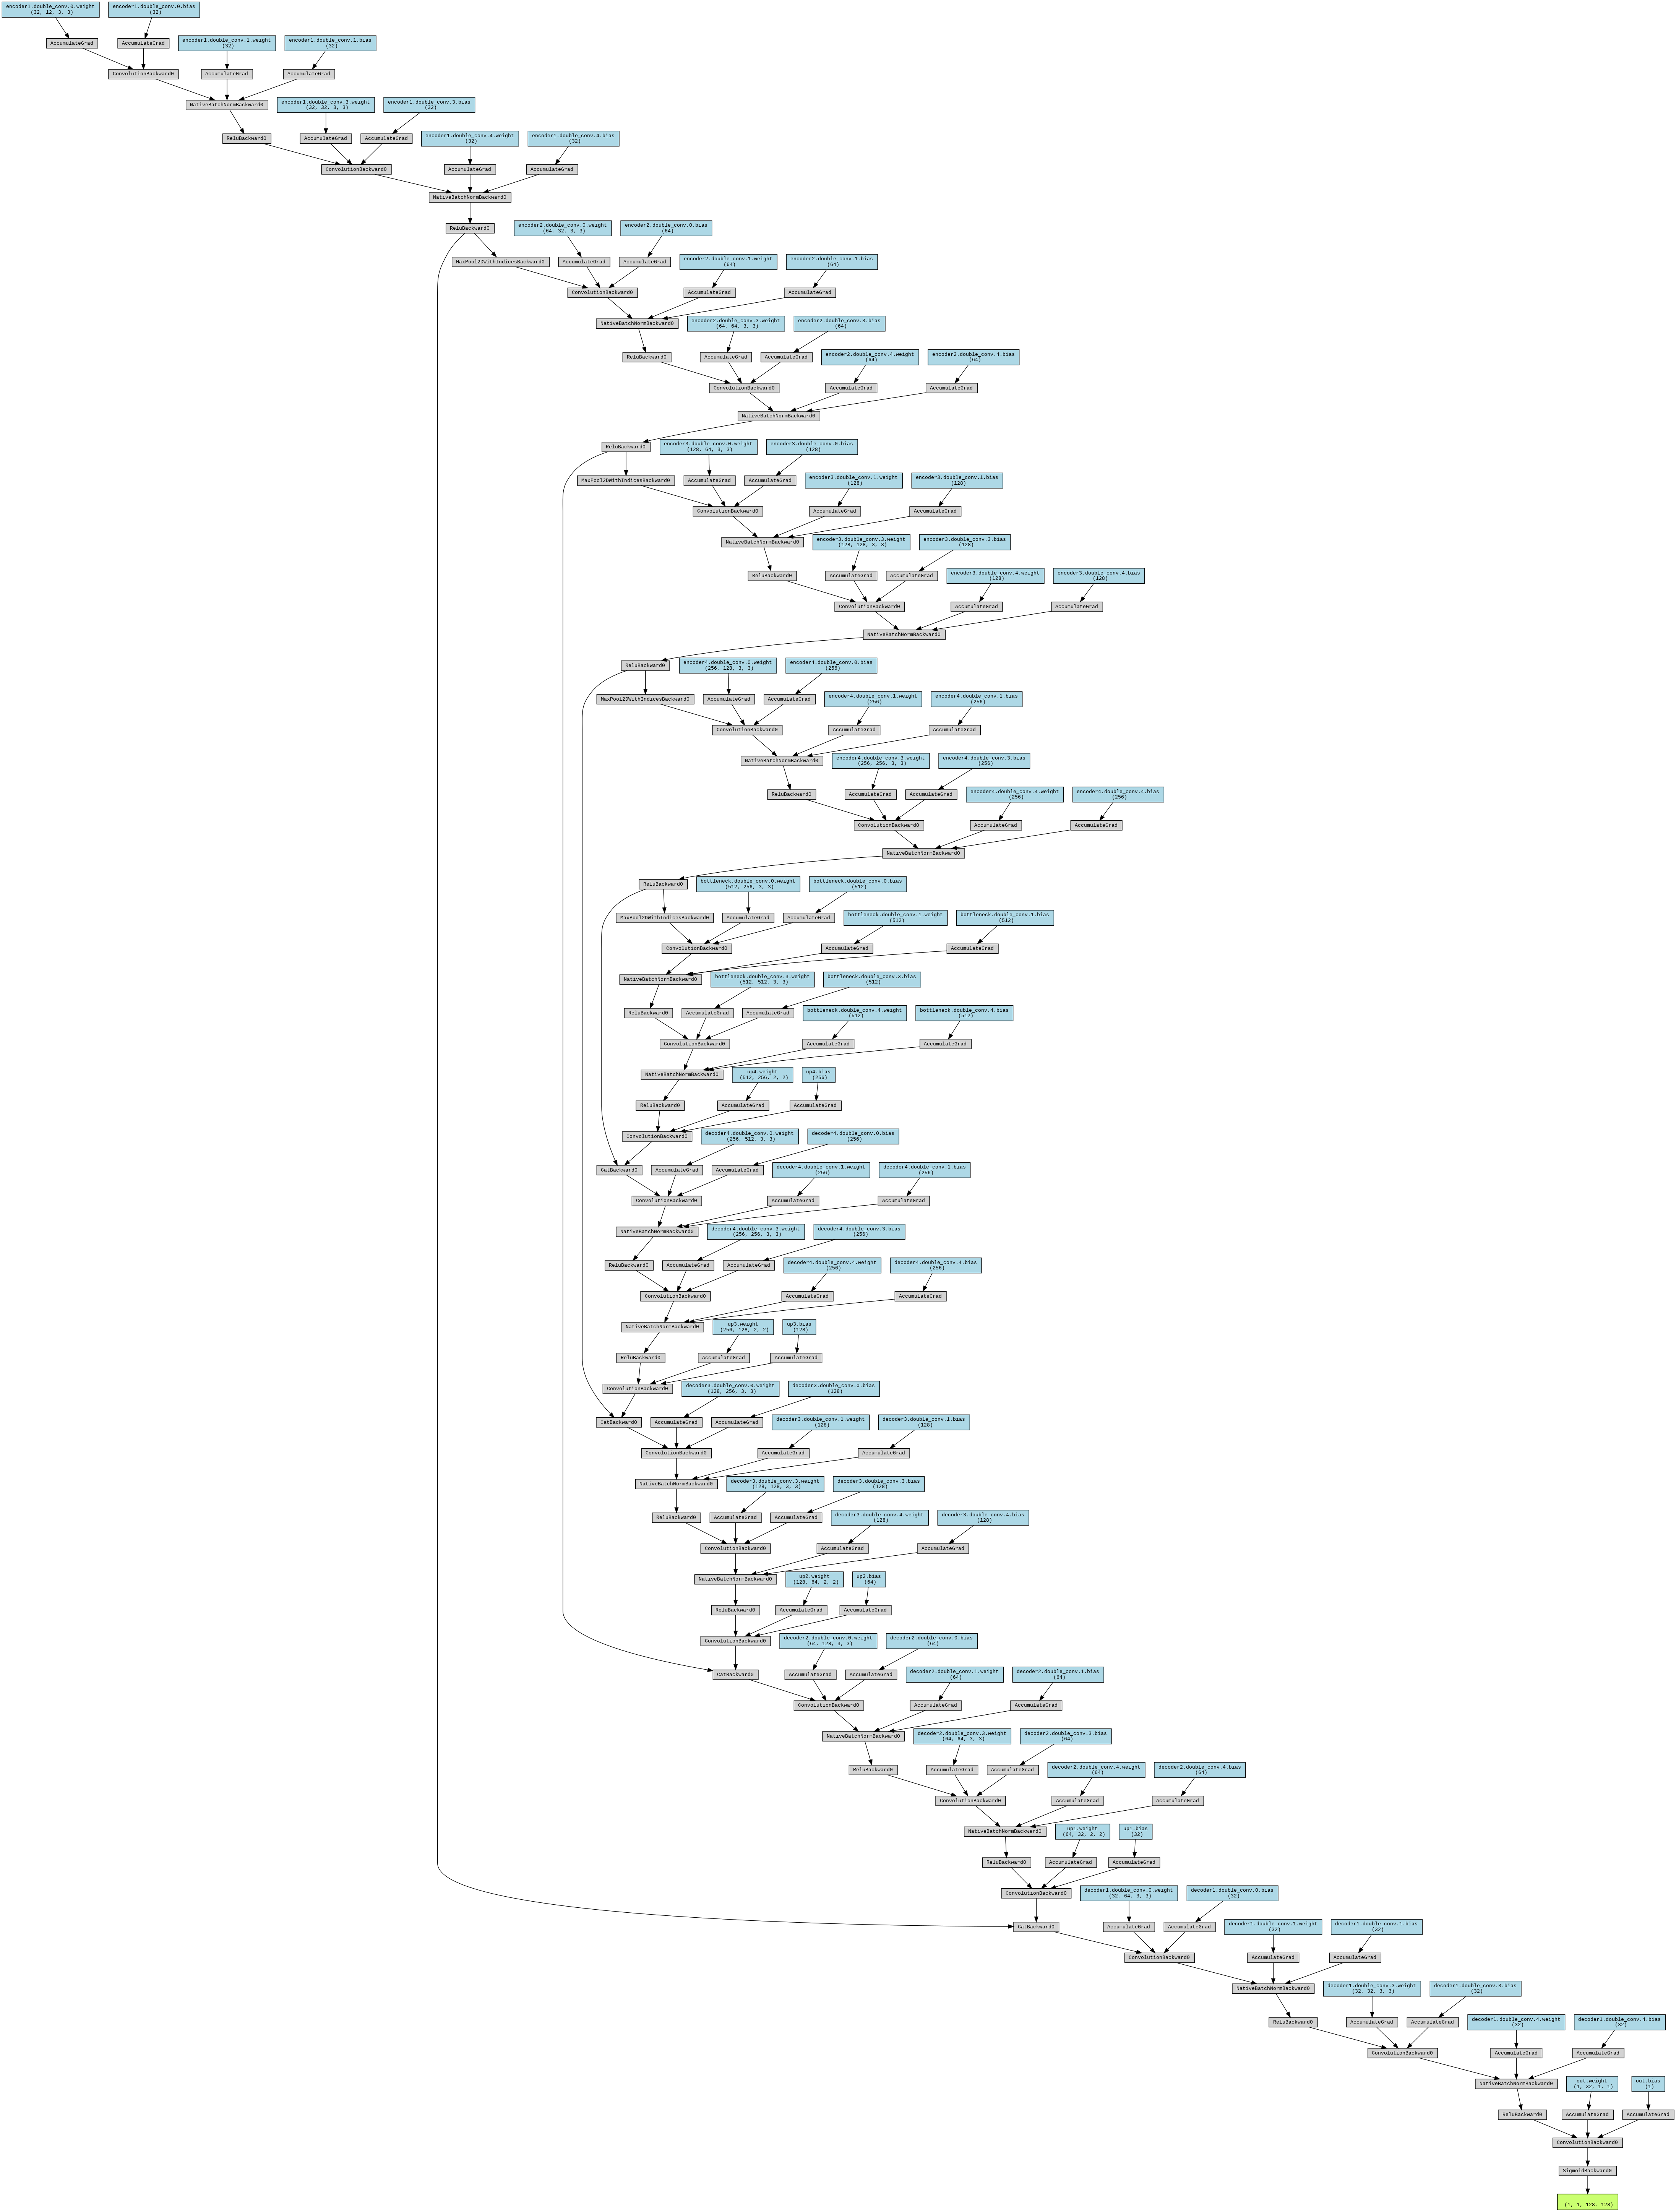 encoder1.double_conv.0.weight
(32, 12, 3, 3)
encoder1.double_conv.0.bias
(32)
AccumulateGrad
AccumulateGrad
encoder1.double_conv.1.weight
(32)
encoder1.double_conv.1.bias
(32)
ConvolutionBackward0
AccumulateGrad
AccumulateGrad
NativeBatchNormBackward0
encoder1.double_conv.3.weight
(32, 32, 3, 3)
encoder1.double_conv.3.bias
(32)
ReluBackward0
AccumulateGrad
AccumulateGrad
encoder1.double_conv.4.weight
(32)
encoder1.double_conv.4.bias
(32)
ConvolutionBackward0
AccumulateGrad
AccumulateGrad
NativeBatchNormBackward0
ReluBackward0
encoder2.double_conv.0.weight
(64, 32, 3, 3)
encoder2.double_conv.0.bias
(64)
MaxPool2DWithIndicesBackward0
AccumulateGrad
AccumulateGrad
encoder2.double_conv.1.weight
(64)
encoder2.double_conv.1.bias
(64)
ConvolutionBackward0
AccumulateGrad
AccumulateGrad
NativeBatchNormBackward0
encoder2.double_conv.3.weight
(64, 64, 3, 3)
encoder2.double_conv.3.bias
(64)
ReluBackward0
AccumulateGrad
AccumulateGrad
encoder2.double_conv.4.weight
(64)
encoder2.double_conv.4.bias
(64)
ConvolutionBackward0
AccumulateGrad
AccumulateGrad
NativeBatchNormBackward0
ReluBackward0
encoder3.double_conv.0.weight
(128, 64, 3, 3)
encoder3.double_conv.0.bias
(128)
MaxPool2DWithIndicesBackward0
AccumulateGrad
AccumulateGrad
encoder3.double_conv.1.weight
(128)
encoder3.double_conv.1.bias
(128)
ConvolutionBackward0
AccumulateGrad
AccumulateGrad
NativeBatchNormBackward0
encoder3.double_conv.3.weight
(128, 128, 3, 3)
encoder3.double_conv.3.bias
(128)
ReluBackward0
AccumulateGrad
AccumulateGrad
encoder3.double_conv.4.weight
(128)
encoder3.double_conv.4.bias
(128)
ConvolutionBackward0
AccumulateGrad
AccumulateGrad
NativeBatchNormBackward0
ReluBackward0
encoder4.double_conv.0.weight
(256, 128, 3, 3)
encoder4.double_conv.0.bias
(256)
MaxPool2DWithIndicesBackward0
AccumulateGrad
AccumulateGrad
encoder4.double_conv.1.weight
(256)
encoder4.double_conv.1.bias
(256)
ConvolutionBackward0
AccumulateGrad
AccumulateGrad
NativeBatchNormBackward0
encoder4.double_conv.3.weight
(256, 256, 3, 3)
encoder4.double_conv.3.bias
(256)
ReluBackward0
AccumulateGrad
AccumulateGrad
encoder4.double_conv.4.weight
(256)
encoder4.double_conv.4.bias
(256)
ConvolutionBackward0
AccumulateGrad
AccumulateGrad
NativeBatchNormBackward0
ReluBackward0
bottleneck.double_conv.0.weight
(512, 256, 3, 3)
bottleneck.double_conv.0.bias
(512)
MaxPool2DWithIndicesBackward0
AccumulateGrad
AccumulateGrad
bottleneck.double_conv.1.weight
(512)
bottleneck.double_conv.1.bias
(512)
ConvolutionBackward0
AccumulateGrad
AccumulateGrad
NativeBatchNormBackward0
bottleneck.double_conv.3.weight
(512, 512, 3, 3)
bottleneck.double_conv.3.bias
(512)
ReluBackward0
AccumulateGrad
AccumulateGrad
bottleneck.double_conv.4.weight
(512)
bottleneck.double_conv.4.bias
(512)
ConvolutionBackward0
AccumulateGrad
AccumulateGrad
NativeBatchNormBackward0
up4.weight
(512, 256, 2, 2)
up4.bias
(256)
ReluBackward0
AccumulateGrad
AccumulateGrad
ConvolutionBackward0
decoder4.double_conv.0.weight
(256, 512, 3, 3)
decoder4.double_conv.0.bias
(256)
CatBackward0
AccumulateGrad
AccumulateGrad
decoder4.double_conv.1.weight
(256)
decoder4.double_conv.1.bias
(256)
ConvolutionBackward0
AccumulateGrad
AccumulateGrad
NativeBatchNormBackward0
decoder4.double_conv.3.weight
(256, 256, 3, 3)
decoder4.double_conv.3.bias
(256)
ReluBackward0
AccumulateGrad
AccumulateGrad
decoder4.double_conv.4.weight
(256)
decoder4.double_conv.4.bias
(256)
ConvolutionBackward0
AccumulateGrad
AccumulateGrad
NativeBatchNormBackward0
up3.weight
(256, 128, 2, 2)
up3.bias
(128)
ReluBackward0
AccumulateGrad
AccumulateGrad
ConvolutionBackward0
decoder3.double_conv.0.weight
(128, 256, 3, 3)
decoder3.double_conv.0.bias
(128)
CatBackward0
AccumulateGrad
AccumulateGrad
decoder3.double_conv.1.weight
(128)
decoder3.double_conv.1.bias
(128)
ConvolutionBackward0
AccumulateGrad
AccumulateGrad
NativeBatchNormBackward0
decoder3.double_conv.3.weight
(128, 128, 3, 3)
decoder3.double_conv.3.bias
(128)
ReluBackward0
AccumulateGrad
AccumulateGrad
decoder3.double_conv.4.weight
(128)
decoder3.double_conv.4.bias
(128)
ConvolutionBackward0
AccumulateGrad
AccumulateGrad
NativeBatchNormBackward0
up2.weight
(128, 64, 2, 2)
up2.bias
(64)
ReluBackward0
AccumulateGrad
AccumulateGrad
ConvolutionBackward0
decoder2.double_conv.0.weight
(64, 128, 3, 3)
decoder2.double_conv.0.bias
(64)
CatBackward0
AccumulateGrad
AccumulateGrad
decoder2.double_conv.1.weight
(64)
decoder2.double_conv.1.bias
(64)
ConvolutionBackward0
AccumulateGrad
AccumulateGrad
NativeBatchNormBackward0
decoder2.double_conv.3.weight
(64, 64, 3, 3)
decoder2.double_conv.3.bias
(64)
ReluBackward0
AccumulateGrad
AccumulateGrad
decoder2.double_conv.4.weight
(64)
decoder2.double_conv.4.bias
(64)
ConvolutionBackward0
AccumulateGrad
AccumulateGrad
NativeBatchNormBackward0
up1.weight
(64, 32, 2, 2)
up1.bias
(32)
ReluBackward0
AccumulateGrad
AccumulateGrad
ConvolutionBackward0
decoder1.double_conv.0.weight
(32, 64, 3, 3)
decoder1.double_conv.0.bias
(32)
CatBackward0
AccumulateGrad
AccumulateGrad
decoder1.double_conv.1.weight
(32)
decoder1.double_conv.1.bias
(32)
ConvolutionBackward0
AccumulateGrad
AccumulateGrad
NativeBatchNormBackward0
decoder1.double_conv.3.weight
(32, 32, 3, 3)
decoder1.double_conv.3.bias
(32)
ReluBackward0
AccumulateGrad
AccumulateGrad
decoder1.double_conv.4.weight
(32)
decoder1.double_conv.4.bias
(32)
ConvolutionBackward0
AccumulateGrad
AccumulateGrad
NativeBatchNormBackward0
out.weight
(1, 32, 1, 1)
out.bias
(1)
ReluBackward0
AccumulateGrad
AccumulateGrad
ConvolutionBackward0
SigmoidBackward0
(1, 1, 128, 128)